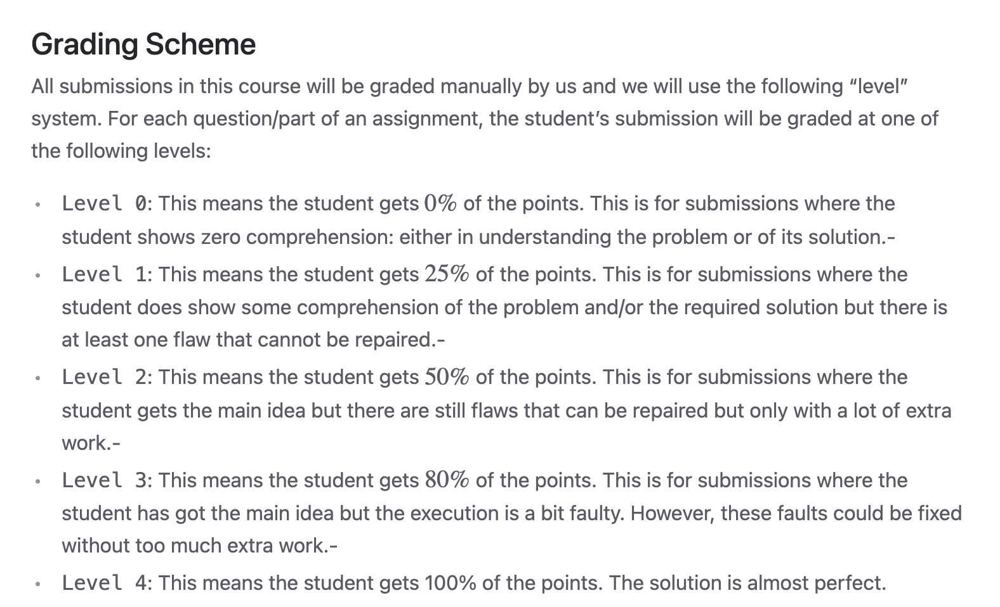 Grading Scheme
All submissions in this course will be graded manually by us and we will use the following “level”
system. For each question/part of an assignment, the student’s submission will be graded at one of
the following levels:
• Level 0: This means the student gets 0% of the points. This is for submissions where the
student shows zero comprehension: either in understanding the problem or of its solution.-
• Level 1: This means the student gets 25% of the points. This is for submissions where the
student does show some comprehension of the problem and/or the required solution but there is
at least one flaw that cannot be repaired.-
• Level 2: This means the student gets 50% of the points. This is for submissions where the
student gets the main idea but there are still flaws that can be repaired but only with a lot of extra
work.-
• Level 3: This means the student gets 80% of the points. This is for submissions where the
student has got the main idea but the execution is a bit faulty. However, these faults could be fixed
without too much extra work.-
• Level 4: This means the student gets 100% of the points. The solution is almost perfect.